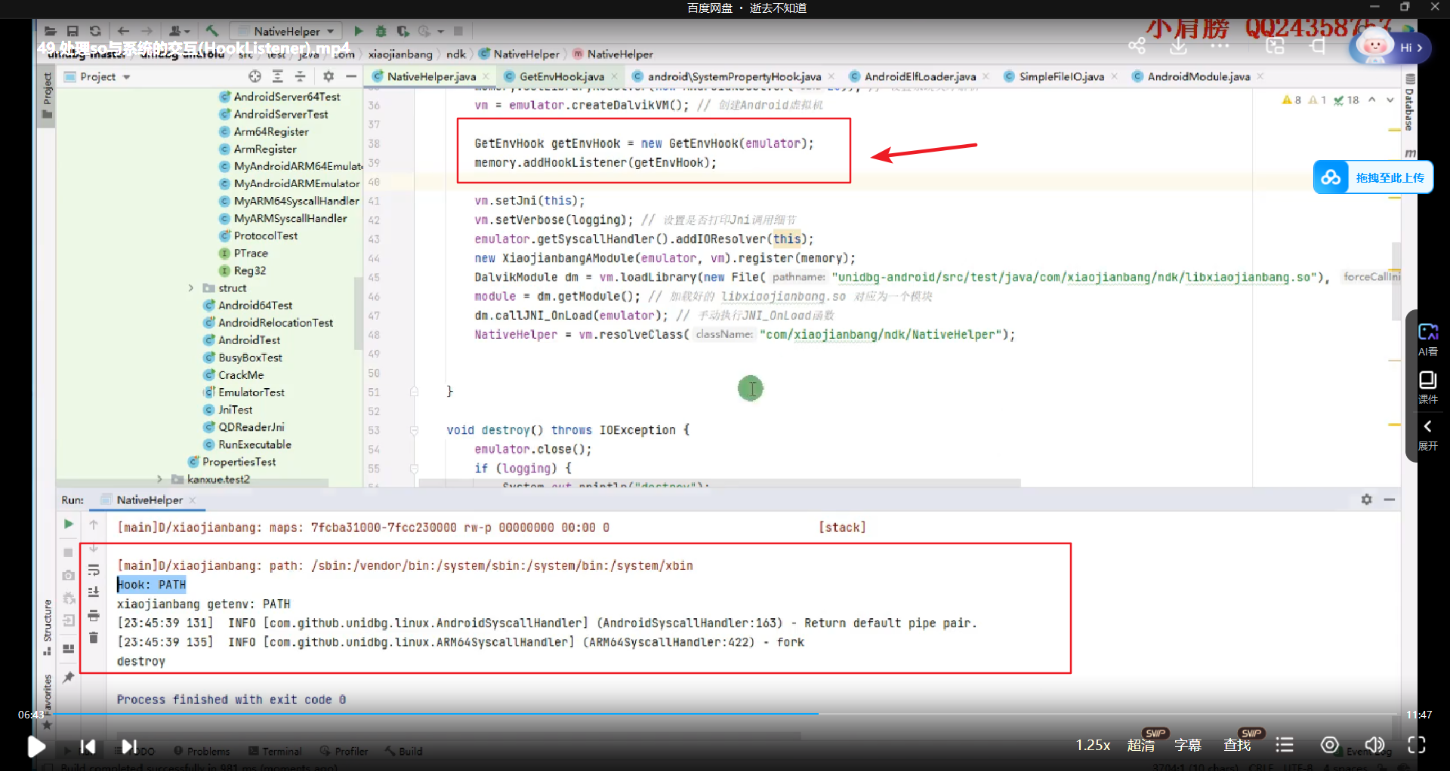 百度网盘 · 逝去不知道
小肩膀 QQ24358757
NativeHelper
49.处理so与系统的交互(HookListener).mp4
src test java com xiaojianbang ndk NativeHelper NativeHelper
Hi >
Project
Project
NativeHelper.java
GetEnvHook.java
android\SystemPropertyHook.java
AndroidElfLoader.java
SimpleFileIO.java
AndroidModule.java
Database
8 1 18
AndroidServer64Test
AndroidServerTest
Arm64Register
ArmRegister
MyAndroidARM64Emulat
MyAndroidARMEmulator
MyARM64SyscallHandler
MyARMSyscallHandler
ProtocolTest
PTrace
Reg32
struct
Android64Test
AndroidRelocationTest
AndroidTest
BusyBoxTest
CrackMe
EmulatorTest
JniTest
QDReaderJni
RunExecutable
PropertiesTest
kanxue.test2
36 vm = emulator.createDalvikVM(); // 创建Android虚拟机
37
38 GetEnvHook getEnvHook = new GetEnvHook(emulator);
39 memory.addHookListener(getEnvHook);
40
41 vm.setJni(this);
42 vm.setVerbose(logging); // 设置是否打印Jni调用细节
43 emulator.getSyscallHandler().addIOResolver(this);
44 new XiaojianbangAModule(emulator, vm).register(memory);
45 DalvikModule dm = vm.loadLibrary(new File( pathname: "unidbg-android/src/test/java/com/xiaojianbang/ndk/libxiaojianbang.so"), forceCallIni
46 module = dm.getModule(); // 加载好的 libxiaojianbang.so 对应为一个模块
47 dm.callJNI_OnLoad(emulator); // 手动执行JNI_OnLoad函数
48 NativeHelper = vm.resolveClass( className: "com/xiaojianbang/ndk/NativeHelper");
49
50
51 }
52
53 void destroy() throws IOException {
54 emulator.close();
55 if (logging) {
System.out.println("destroy");
拖拽至此上传
AI看
课件
展开
Run: NativeHelper
[main]D/xiaojianbang: maps: 7fcba31000-7fcc230000 rw-p 00000000 00:00 0 [stack]
[main]D/xiaojianbang: path: /sbin:/vendor/bin:/system/sbin:/system/bin:/system/xbin
Hook: PATH
xiaojianbang getenv: PATH
[23:45:39 131] INFO [com.github.unidbg.linux.AndroidSyscallHandler] (AndroidSyscallHandler:163) - Return default pipe pair.
[23:45:39 135] INFO [com.github.unidbg.linux.ARM64SyscallHandler] (ARM64SyscallHandler:422) - fork
destroy
Process finished with exit code 0
Structure
Favorites
06:43
11:47
TODO Problems Terminal Profiler Build
1.25x 超清 SWP 字幕 查找 SWP
Event Log
Build completed successfully in 881 ms (moments ago)